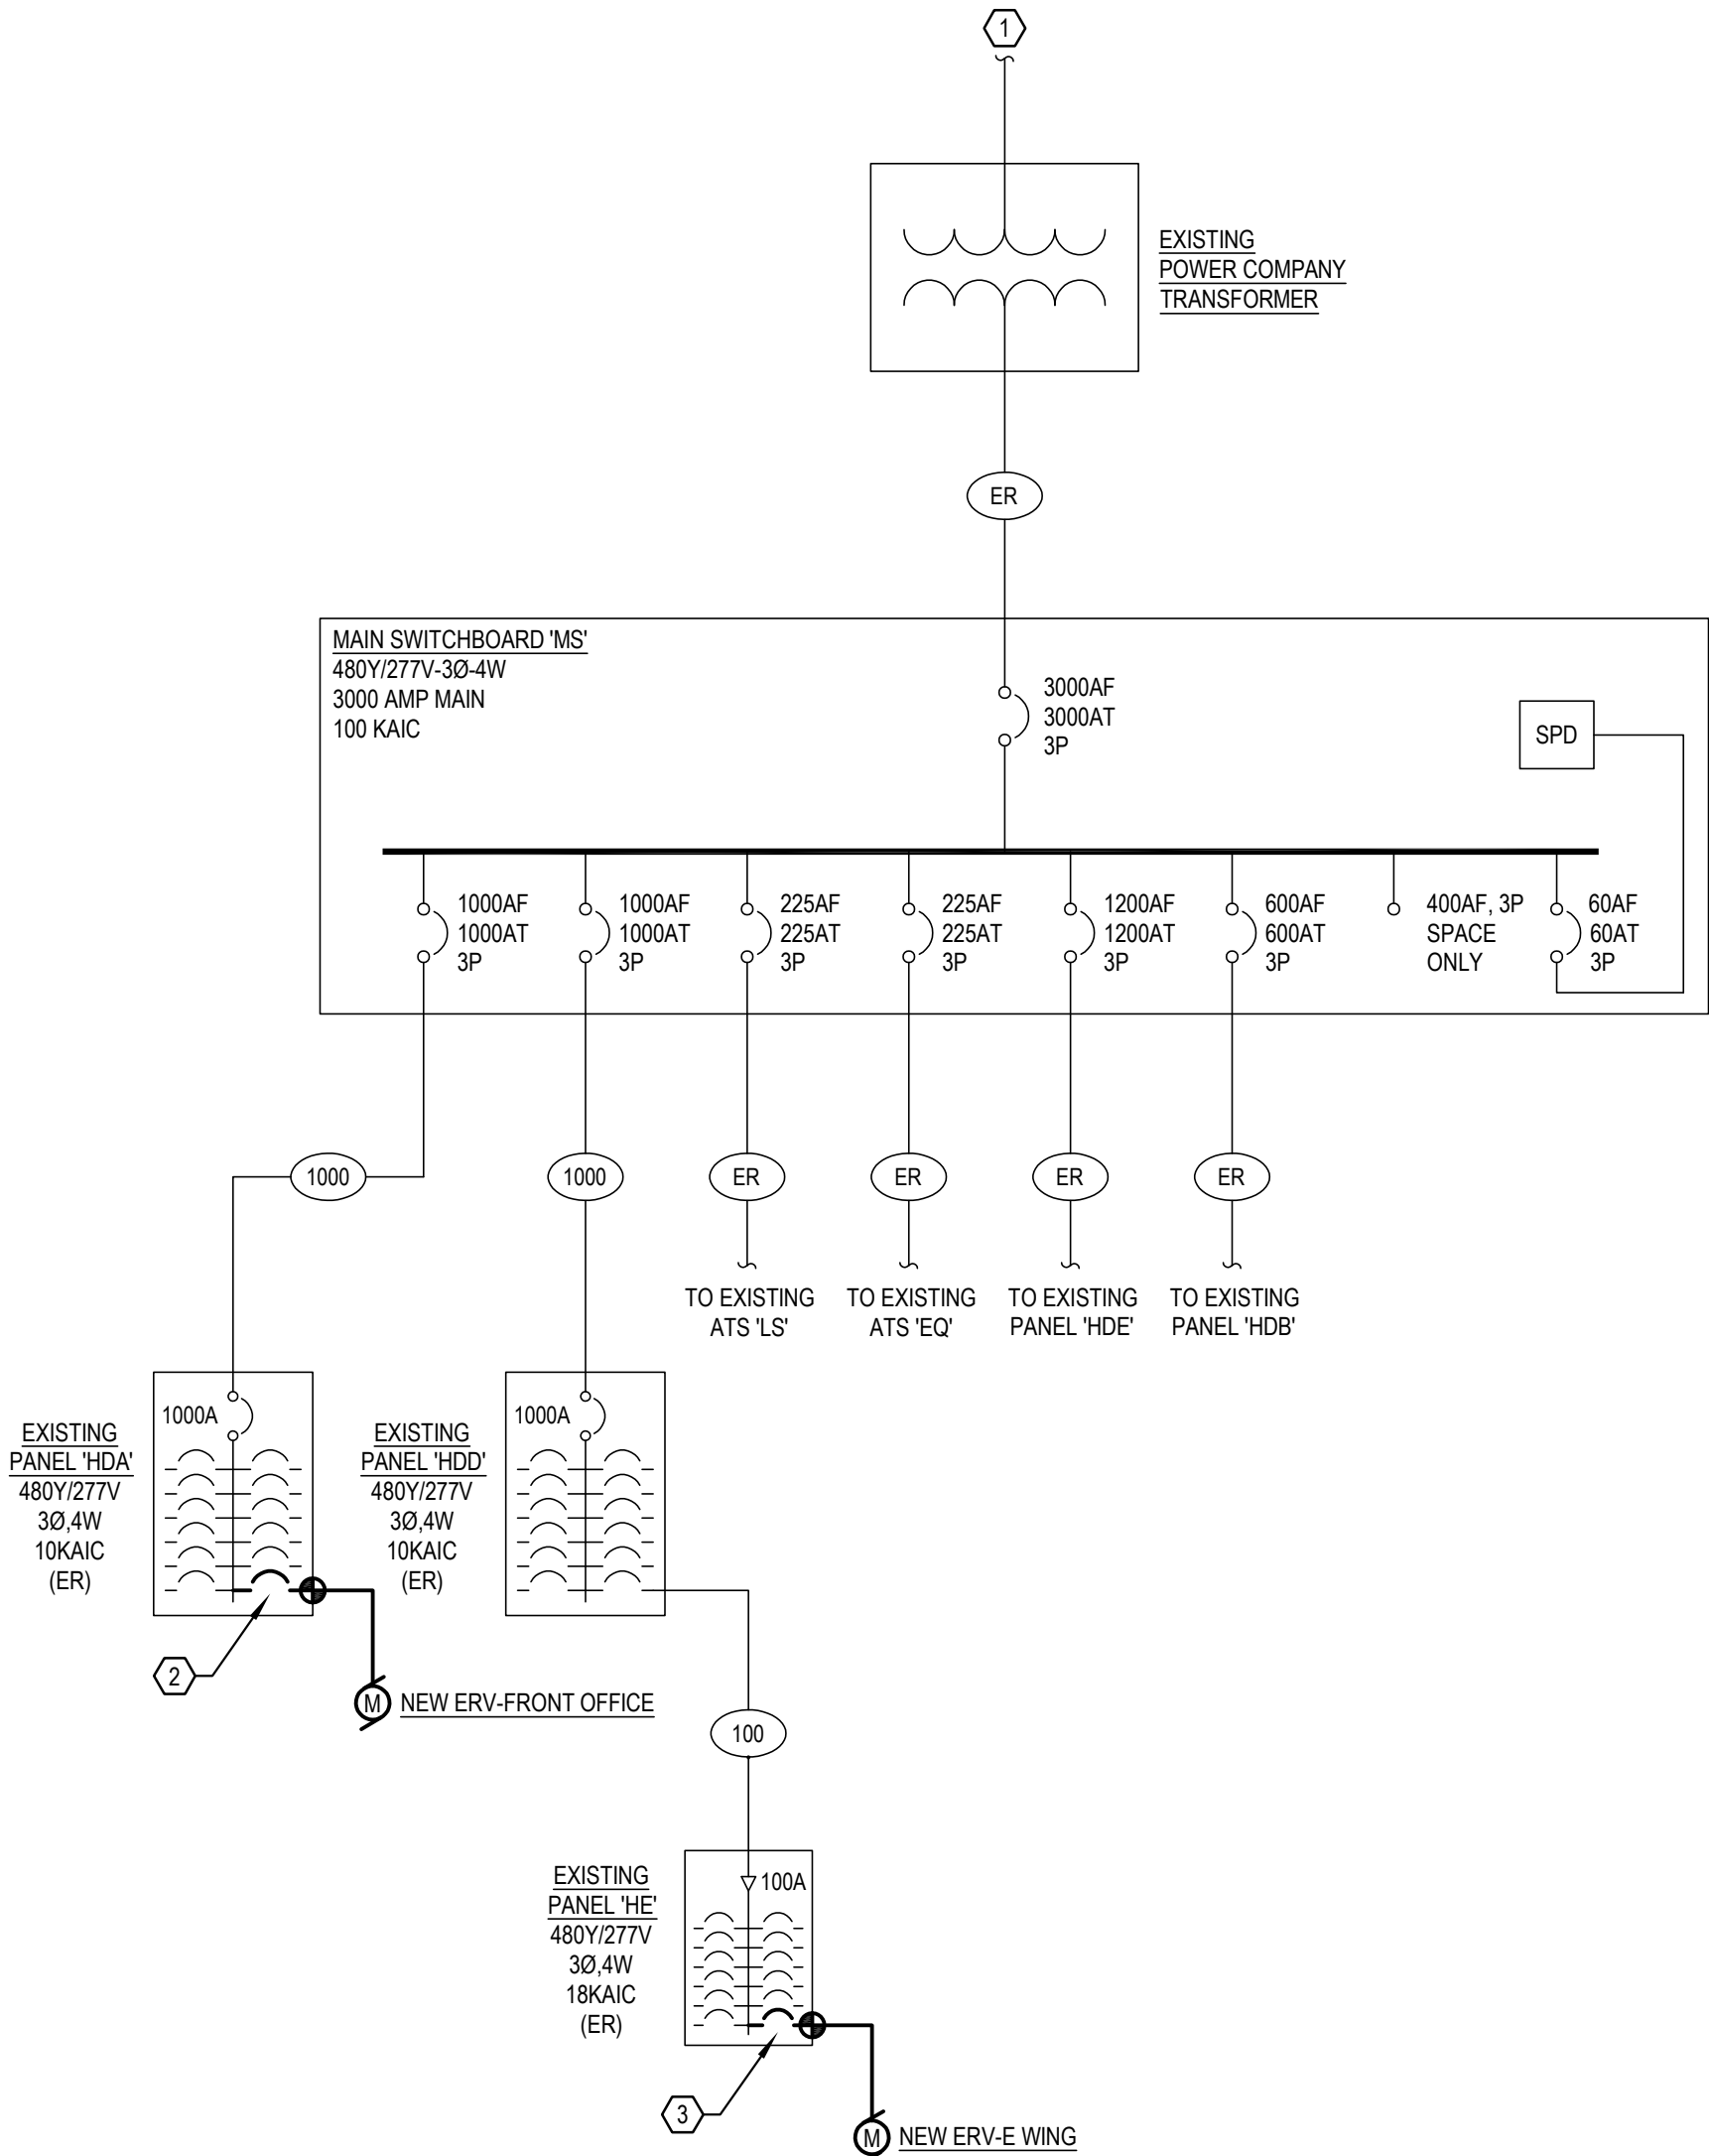 1
EXISTING
POWER COMPANY
TRANSFORMER
ER
MAIN SWITCHBOARD 'MS'
480Y/277V-3Ø-4W
3000 AMP MAIN
100 KAIC
3000AF
3000AT
3P
SPD
1000AF
1000AT
3P
1000AF
1000AT
3P
225AF
225AT
3P
225AF
225AT
3P
1200AF
1200AT
3P
600AF
600AT
3P
400AF, 3P
SPACE
ONLY
60AF
60AT
3P
1000
1000
ER
ER
ER
ER
TO EXISTING
ATS 'LS'
TO EXISTING
ATS 'EQ'
TO EXISTING
PANEL 'HDE'
TO EXISTING
PANEL 'HDB'
EXISTING
PANEL 'HDA'
480Y/277V
3Ø,4W
10KAIC
(ER)
1000A
EXISTING
PANEL 'HDD'
480Y/277V
3Ø,4W
10KAIC
(ER)
1000A
2
M
NEW ERV-FRONT OFFICE
100
EXISTING
PANEL 'HE'
480Y/277V
3Ø,4W
18KAIC
(ER)
100A
3
M
NEW ERV-E WING